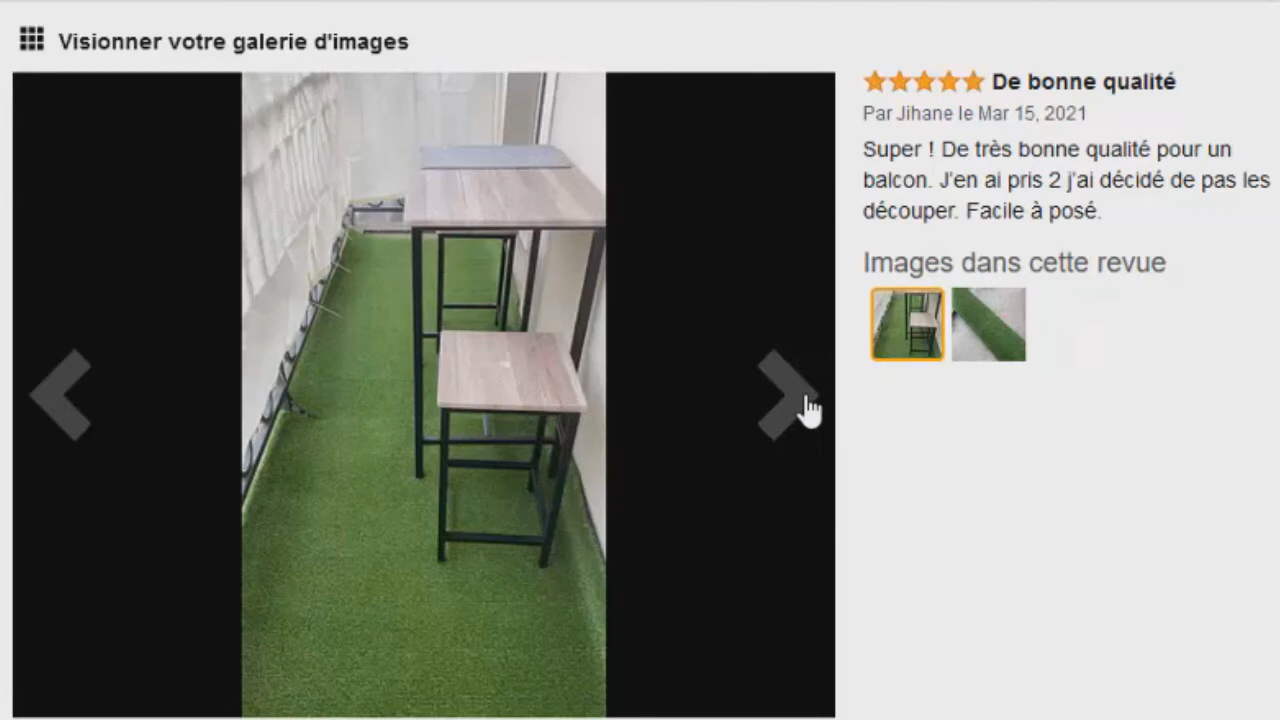 Visionner votre galerie d'images
De bonne qualité
Par Jihane le Mar 15, 2021
Super ! De très bonne qualité pour un
balcon. J'en ai pris 2 j'ai décidé de pas les
découper. Facile à posé.
Images dans cette revue